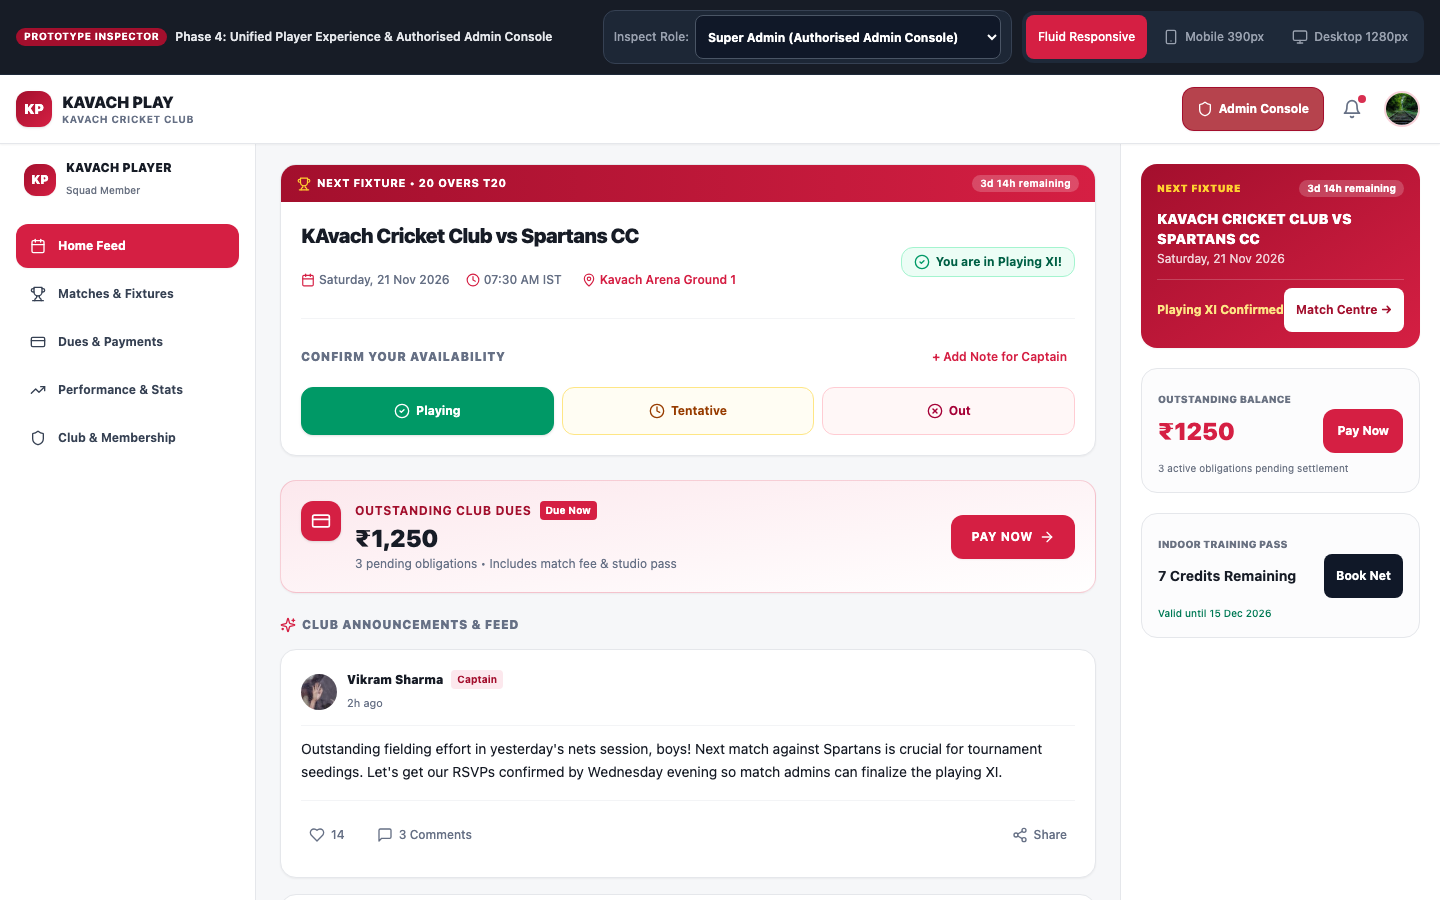 PROTOTYPE INSPECTOR Phase 4: Unified Player Experience & Authorised Admin Console
Inspect Role: Super Admin (Authorised Admin Console)
Fluid Responsive Mobile 390px Desktop 1280px
KP KAVACH PLAY
KAVACH CRICKET CLUB
Admin Console
KP KAVACH PLAYER
Squad Member
Home Feed
Matches & Fixtures
Dues & Payments
Performance & Stats
Club & Membership
NEXT FIXTURE • 20 OVERS T20 3d 14h remaining
KAvach Cricket Club vs Spartans CC
You are in Playing XI!
Saturday, 21 Nov 2026 07:30 AM IST Kavach Arena Ground 1
CONFIRM YOUR AVAILABILITY + Add Note for Captain
Playing Tentative Out
OUTSTANDING CLUB DUES Due Now
₹1,250
3 pending obligations • Includes match fee & studio pass
PAY NOW →
CLUB ANNOUNCEMENTS & FEED
Vikram Sharma Captain
2h ago
Outstanding fielding effort in yesterday's nets session, boys! Next match against Spartans is crucial for tournament
seedings. Let's get our RSVPs confirmed by Wednesday evening so match admins can finalize the playing XI.
14 3 Comments Share
NEXT FIXTURE 3d 14h remaining
KAVACH CRICKET CLUB VS
SPARTANS CC
Saturday, 21 Nov 2026
Playing XI Confirmed Match Centre →
OUTSTANDING BALANCE
₹1250 Pay Now
3 active obligations pending settlement
INDOOR TRAINING PASS
7 Credits Remaining Book Net
Valid until 15 Dec 2026